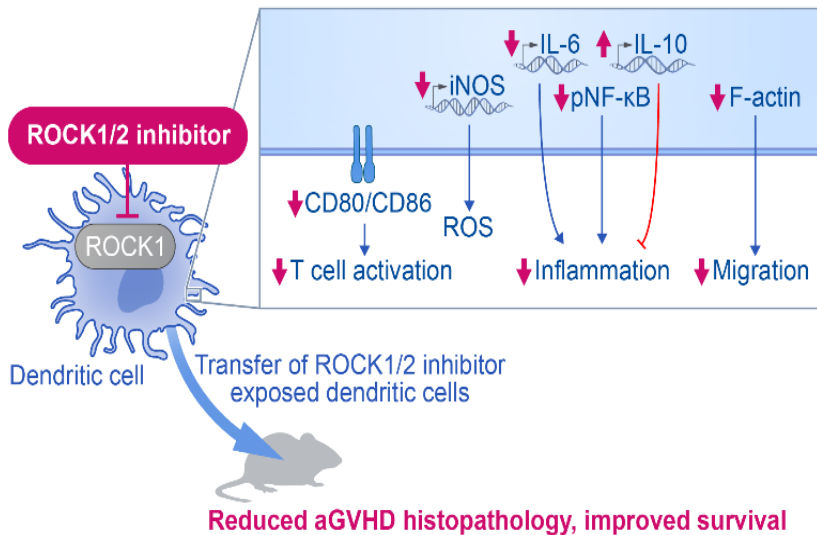 IL-6
IL-10
iNOS
pNF-κB
F-actin
ROCK1/2 inhibitor
CD80/CD86
ROS
ROCK1
T cell activation
Inflammation
Migration
Dendritic cell
Transfer of ROCK1/2 inhibitor
exposed dendritic cells
Reduced aGVHD histopathology, improved survival